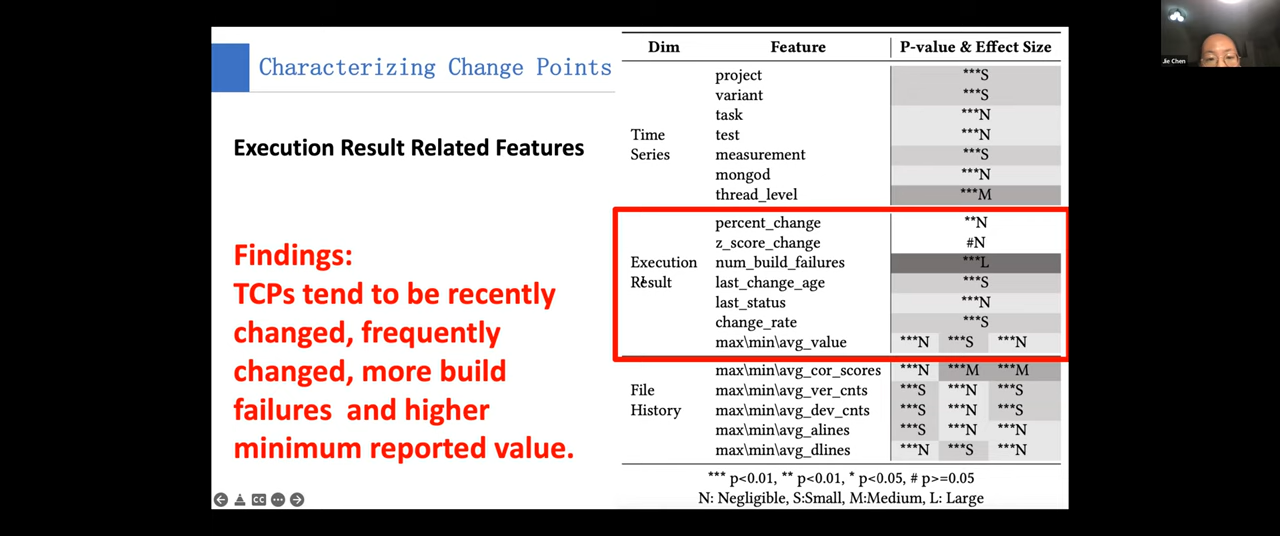 Characterizing Change Points
Execution Result Related Features
Findings:
TCPs tend to be recently
changed, frequently
changed, more build
failures and higher
minimum reported value.
Dim Feature P-value & Effect Size
project ***S
variant ***S
task ***N
Time test ***N
Series measurement ***S
mongod ***N
thread_level ***M
percent_change **N
z_score_change #N
Execution num_build_failures ***L
Result last_change_age ***S
last_status ***N
change_rate ***S
max\min\avg_value ***N ***S ***N
max\min\avg_cor_scores ***N ***M ***M
File max\min\avg_ver_cnts ***S ***N ***S
History max\min\avg_dev_cnts ***S ***N ***S
max\min\avg_alines ***S ***N ***N
max\min\avg_dlines ***N ***S ***N
*** p<0.01, ** p<0.01, * p<0.05, # p>=0.05
N: Negligible, S:Small, M:Medium, L: Large
CC
Jie Chen